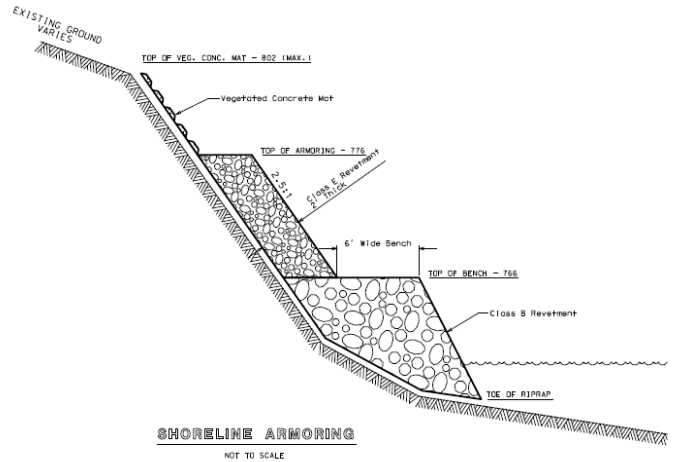 EXISTING GROUND
VARIES
TOP OF VEG. CONC. MAT - 802 (MAX.)
Vegetated Concrete Mat
TOP OF ARMORING - 776
2.5:1
Class E Revetment
2' Thick
6' Wide Bench
TOP OF BENCH - 766
Class B Revetment
TOE OF RIPRAP
SHORELINE ARMORING
NOT TO SCALE